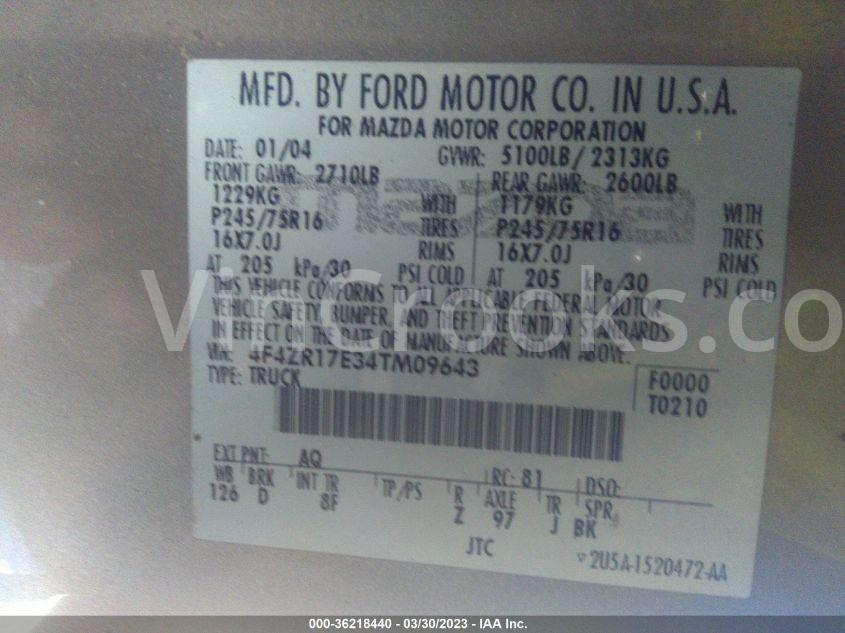 MFD. BY FORD MOTOR CO. IN U.S.A.
FOR MAZDA MOTOR CORPORATION
DATE: 01/04 GVWR: 5100LB / 2313KG
FRONT GAWR: 2710LB REAR GAWR: 2600LB
1229KG WITH 1179KG WITH
P245/75R16 TIRES P245/75R16 TIRES
16X7.0J RIMS 16X7.0J RIMS
AT 205 kPa/30 PSI COLD AT 205 kPa/30 PSI COLD
THIS VEHICLE CONFORMS TO ALL APPLICABLE FEDERAL MOTOR
VEHICLE SAFETY, BUMPER, AND THEFT PREVENTION STANDARDS
IN EFFECT ON THE DATE OF MANUFACTURE SHOWN ABOVE.
VIN: 4F4ZR17E34TM09643
TYPE: TRUCK
F0000
T0210
EXT PNT: AQ RC: 81 DSO:
WB BRK INT TR TP/PS R AXLE TR SPR
126 D 8F Z 97 J BK
JTC
2U5A-1520472-AA
mazda
VinCrooks.co
000-36218440 - 03/30/2023 - IAA Inc.